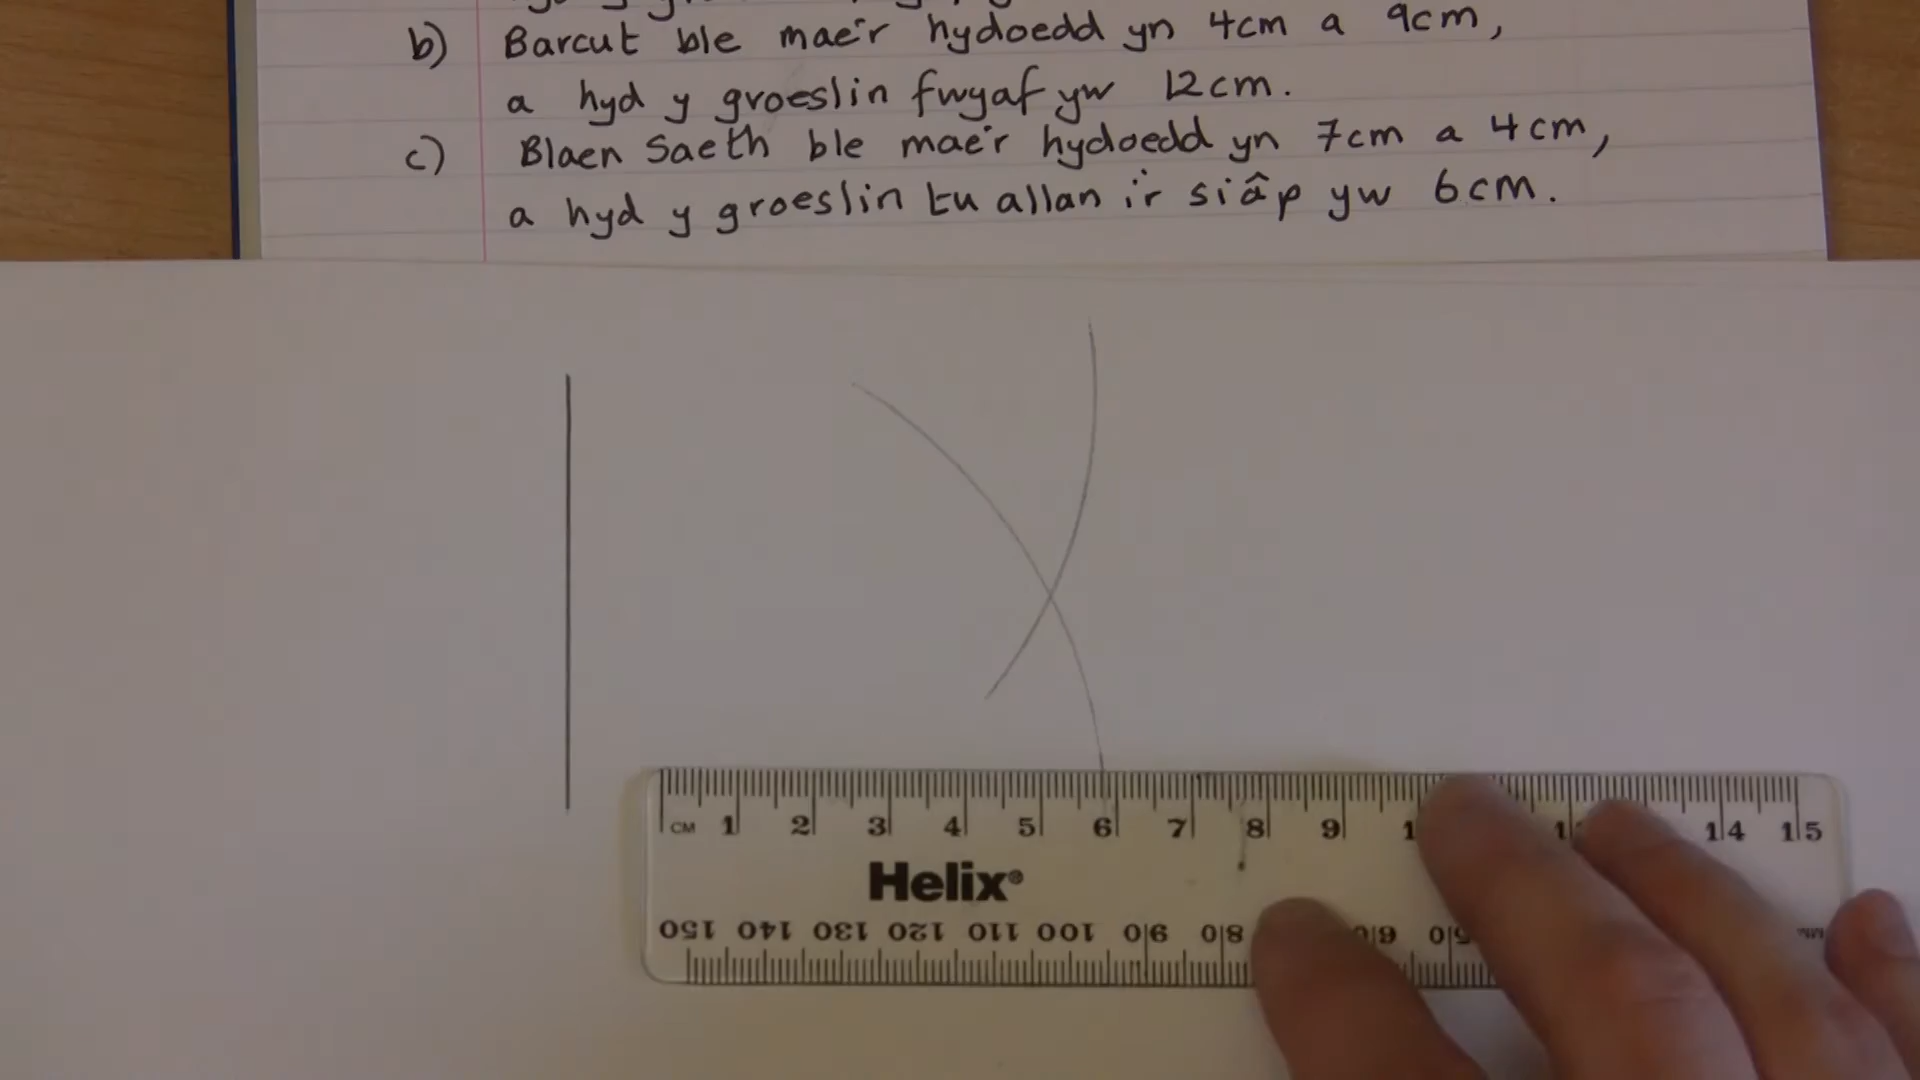 b) Barcut ble mae'r hydoedd yn 4cm a 9cm,
a hyd y groeslin fwyaf yw 12cm.
c) Blaen Saeth ble mae'r hydoedd yn 7cm a 4cm,
a hyd y groeslin tu allan i'r siâp yw 6cm.
CM 1 2 3 4 5 6 7 8 9 14 15
Helix®
150 140 130 120 110 100 90 80